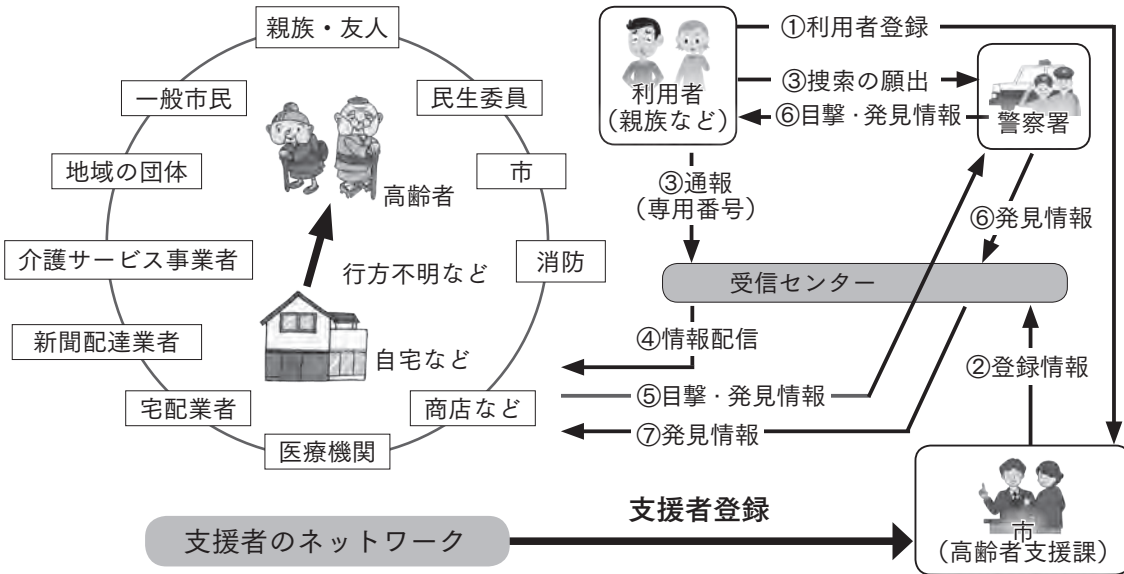 親族・友人
一般市民
民生委員
地域の団体
市
高齢者
介護サービス事業者
消防
行方不明など
新聞配達業者
自宅など
宅配業者
商店など
医療機関
支援者のネットワーク
支援者登録
利用者
（親族など）
①利用者登録
③捜索の願出
⑥目撃・発見情報
警察署
③通報
（専用番号）
⑥発見情報
受信センター
④情報配信
②登録情報
⑤目撃・発見情報
⑦発見情報
市
（高齢者支援課）